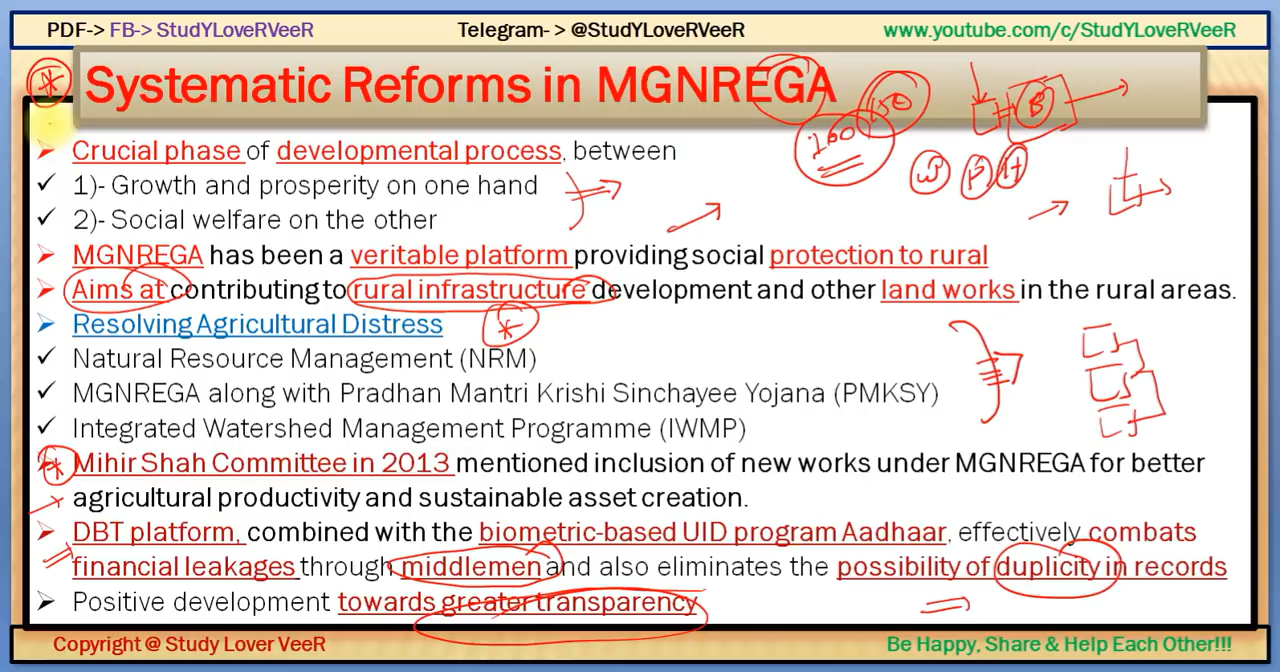 PDF-> FB-> StudYLoveRVeeR Telegram- > @StudYLoveRVeeR www.youtube.com/c/StudYLoveRVeeR
Systematic Reforms in MGNREGA
150
100
B
W P H
➤ Crucial phase of developmental process, between
✓ 1)- Growth and prosperity on one hand
✓ 2)- Social welfare on the other
➤ MGNREGA has been a veritable platform providing social protection to rural
➤ Aims at contributing to rural infrastructure development and other land works in the rural areas.
➤ Resolving Agricultural Distress
✓ Natural Resource Management (NRM)
✓ MGNREGA along with Pradhan Mantri Krishi Sinchayee Yojana (PMKSY)
✓ Integrated Watershed Management Programme (IWMP)
➤ Mihir Shah Committee in 2013 mentioned inclusion of new works under MGNREGA for better
agricultural productivity and sustainable asset creation.
➤ DBT platform, combined with the biometric-based UID program Aadhaar, effectively combats
financial leakages through middlemen and also eliminates the possibility of duplicity in records
➤ Positive development towards greater transparency
Copyright @ Study Lover VeeR Be Happy, Share & Help Each Other!!!